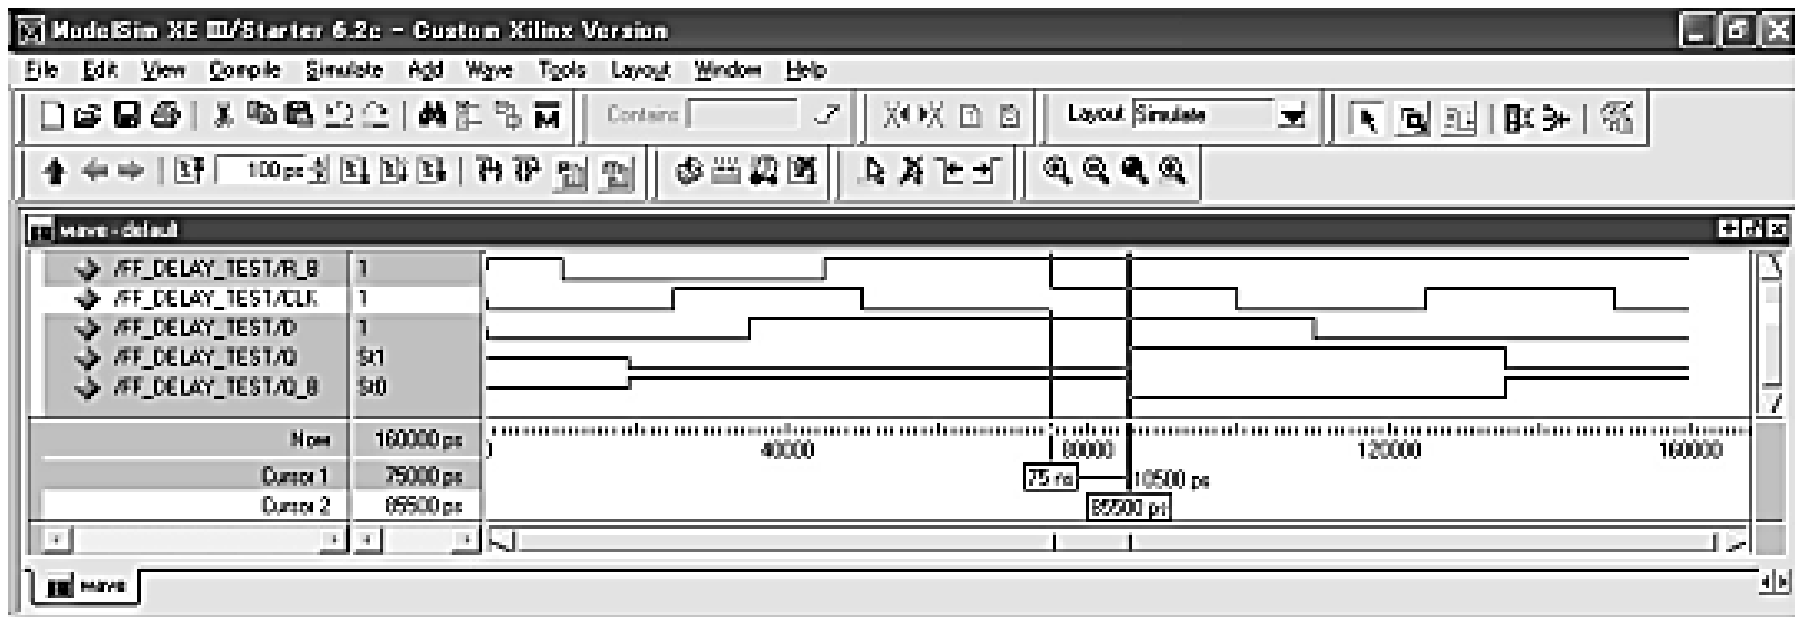 ModelSim XE III/Starter 6.2c - Custom Xilinx Version
File Edit View Compile Simulate Add Wave Tools Layout Window Help
Contains Layout Simulate
100 ps
wave - default
/FF_DELAY_TEST/R_B 1
/FF_DELAY_TEST/CLK 1
/FF_DELAY_TEST/D 1
/FF_DELAY_TEST/Q St1
/FF_DELAY_TEST/Q_B St0
Now 160000 ps 40000 80000 120000 160000
Cursor 1 75000 ps 75 ns 10500 ps
Cursor 2 85500 ps 85500 ps
wave